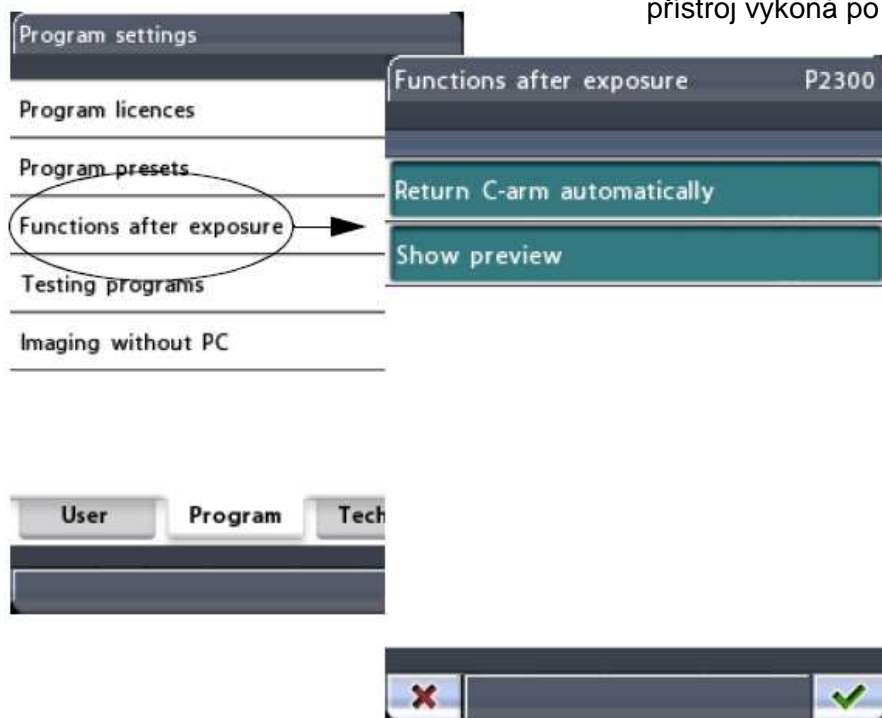 přístroj vykoná po
Program settings
Program licences
Program presets
Functions after exposure
Testing programs
Imaging without PC
User Program Tech
Functions after exposure P2300
Return C-arm automatically
Show preview